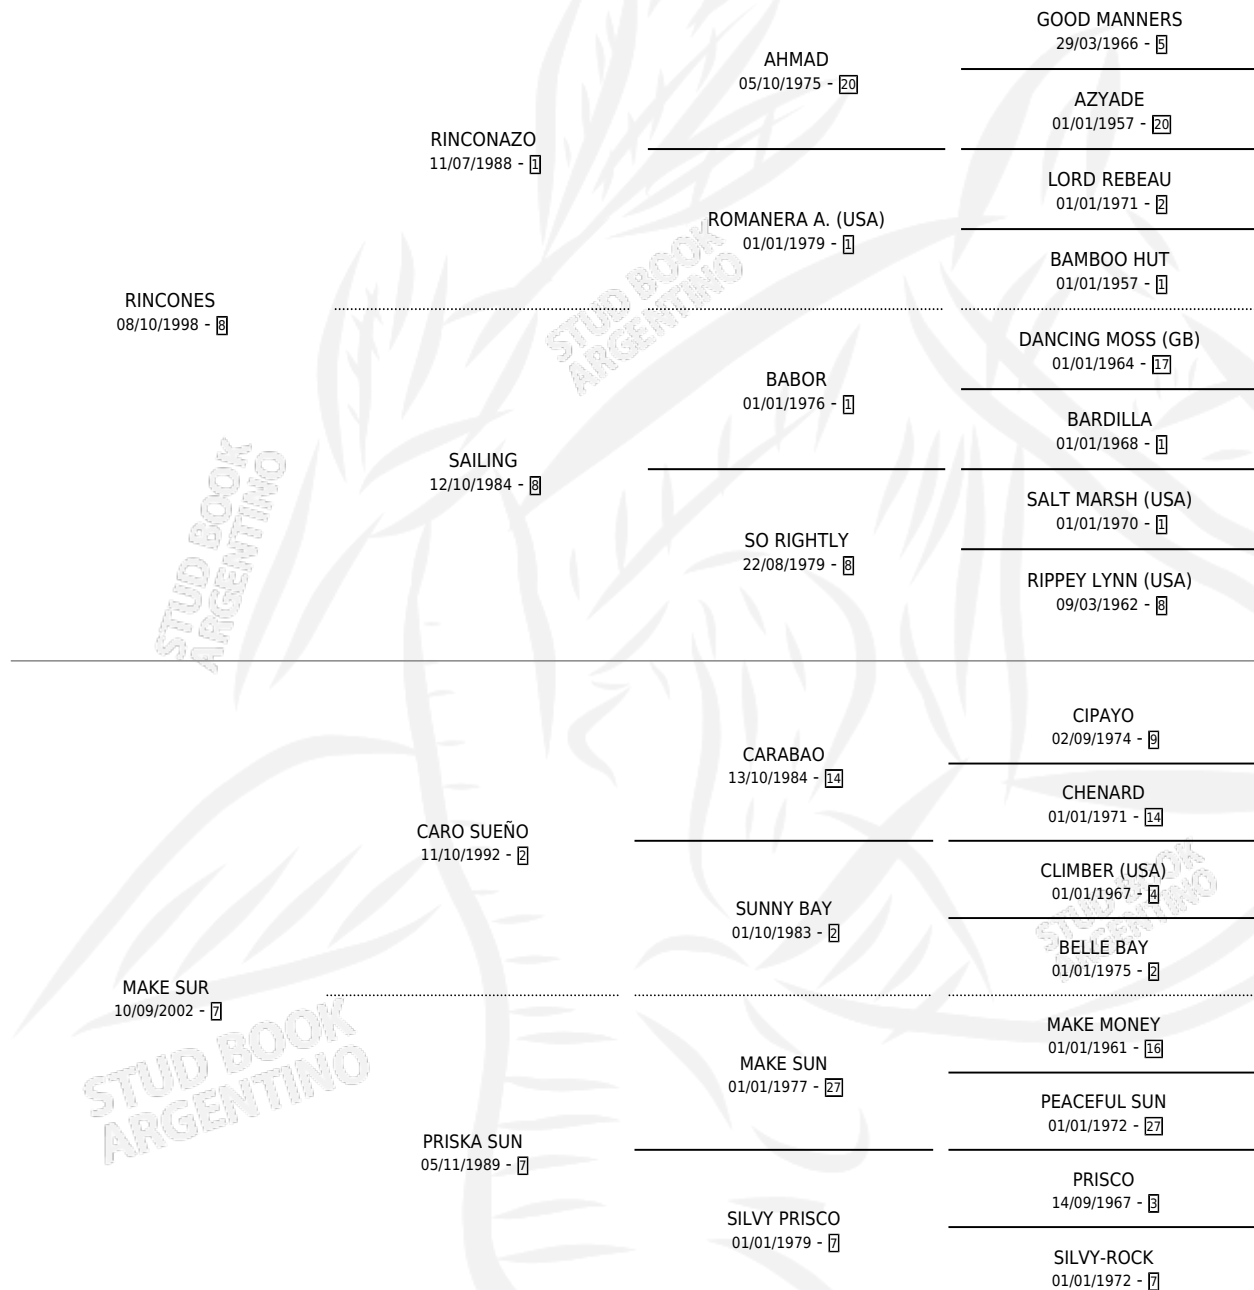 GOOD MANNERS
29/03/1966 - 5
AHMAD
05/10/1975 - 20
AZYADE
01/01/1957 - 20
RINCONAZO
11/07/1988 - 1
LORD REBEAU
01/01/1971 - 2
ROMANERA A. (USA)
01/01/1979 - 1
BAMBOO HUT
01/01/1957 - 1
RINCONES
08/10/1998 - 8
DANCING MOSS (GB)
01/01/1964 - 17
BABOR
01/01/1976 - 1
BARDILLA
01/01/1968 - 1
SAILING
12/10/1984 - 8
SALT MARSH (USA)
01/01/1970 - 1
SO RIGHTLY
22/08/1979 - 8
RIPPEY LYNN (USA)
09/03/1962 - 8
CIPAYO
02/09/1974 - 9
CARABAO
13/10/1984 - 14
CHENARD
01/01/1971 - 14
CARO SUEÑO
11/10/1992 - 2
CLIMBER (USA)
01/01/1967 - 4
SUNNY BAY
01/10/1983 - 2
BELLE BAY
01/01/1975 - 2
MAKE SUR
10/09/2002 - 7
MAKE MONEY
01/01/1961 - 16
MAKE SUN
01/01/1977 - 27
PEACEFUL SUN
01/01/1972 - 27
PRISKA SUN
05/11/1989 - 7
PRISCO
14/09/1967 - 3
SILVY PRISCO
01/01/1979 - 7
SILVY-ROCK
01/01/1972 - 7
STUD BOOK
ARGENTINO
STUD BOOK
ARGENTINO
STUD BOOK
ARGENTINO
STUD BOOK
ARGENTINO